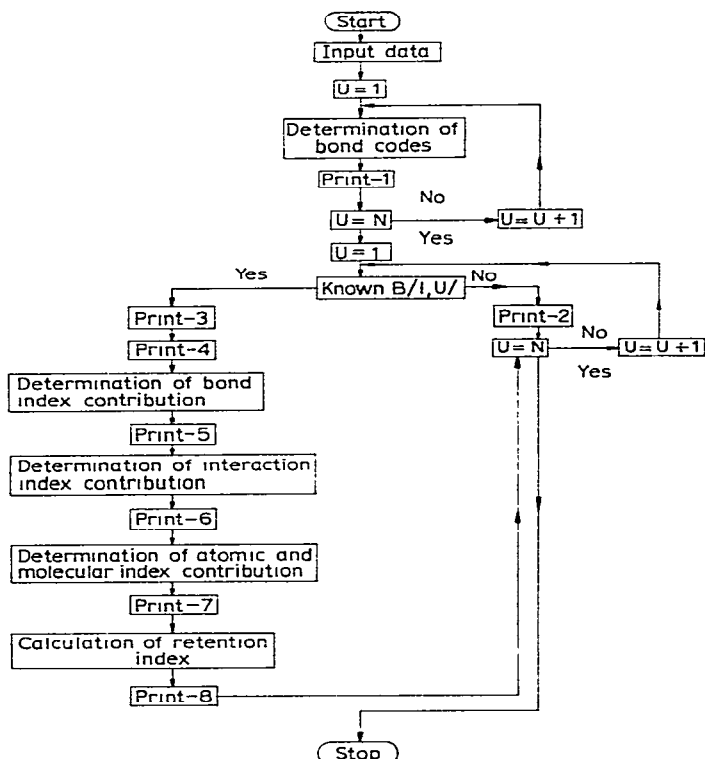 Start
Input data
U = 1
Determination of
bond codes
Print-1
No
U = N
U = U + 1
Yes
U = 1
Yes
Known B/I,U/
No
Print-3
Print-2
Print-4
U = N
No
U = U + 1
Yes
Determination of bond
index contribution
Print-5
Determination of interaction
index contribution
Print-6
Determination of atomic and
molecular index contribution
Print-7
Calculation of retention
index
Print-8
Stop